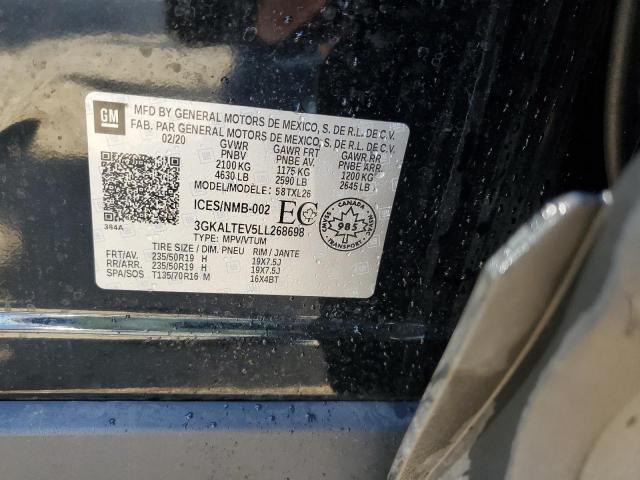 GM
MFD BY GENERAL MOTORS DE MEXICO, S. DE R.L. DE C.V.
FAB. PAR GENERAL MOTORS DE MEXICO, S. DE R.L. DE C.V.
02/20 GVWR GAWR FRT GAWR RR
PNBV PNBE AV. PNBE ARR.
2100 KG 1175 KG 1200 KG
4630 LB 2590 LB 2645 LB
MODEL/MODELE: 58TXL26
ICES/NMB-002 EC
CANADA 985 TRANSPORT
3GKALTEV5LL268698
TYPE: MPV/VTUM
384A
TIRE SIZE / DIM. PNEU RIM / JANTE
FRT/AV. 235/50R19 H 19X7.5J
RR/ARR. 235/50R19 H 19X7.5J
SPA/SOS T135/70R16 M 16X4BT